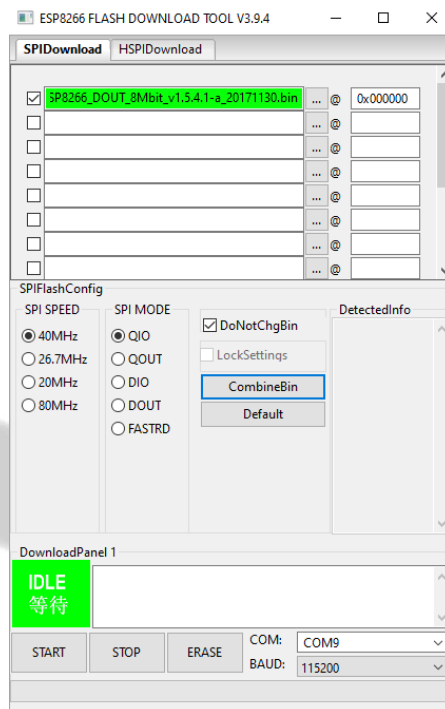 ESP8266 FLASH DOWNLOAD TOOL V3.9.4
SPIDownload HSPIDownload
SP8266_DOUT_8Mbit_v1.5.4.1-a_20171130.bin ... @ 0x000000
... @
... @
... @
... @
... @
... @
... @
SPIFlashConfig
SPI SPEED SPI MODE DetectedInfo
40MHz QIO DoNotChgBin
26.7MHz QOUT LockSettings
20MHz DIO CombineBin
80MHz DOUT Default
FASTRD
DownloadPanel 1
IDLE
等待
START STOP ERASE COM: COM9
BAUD: 115200